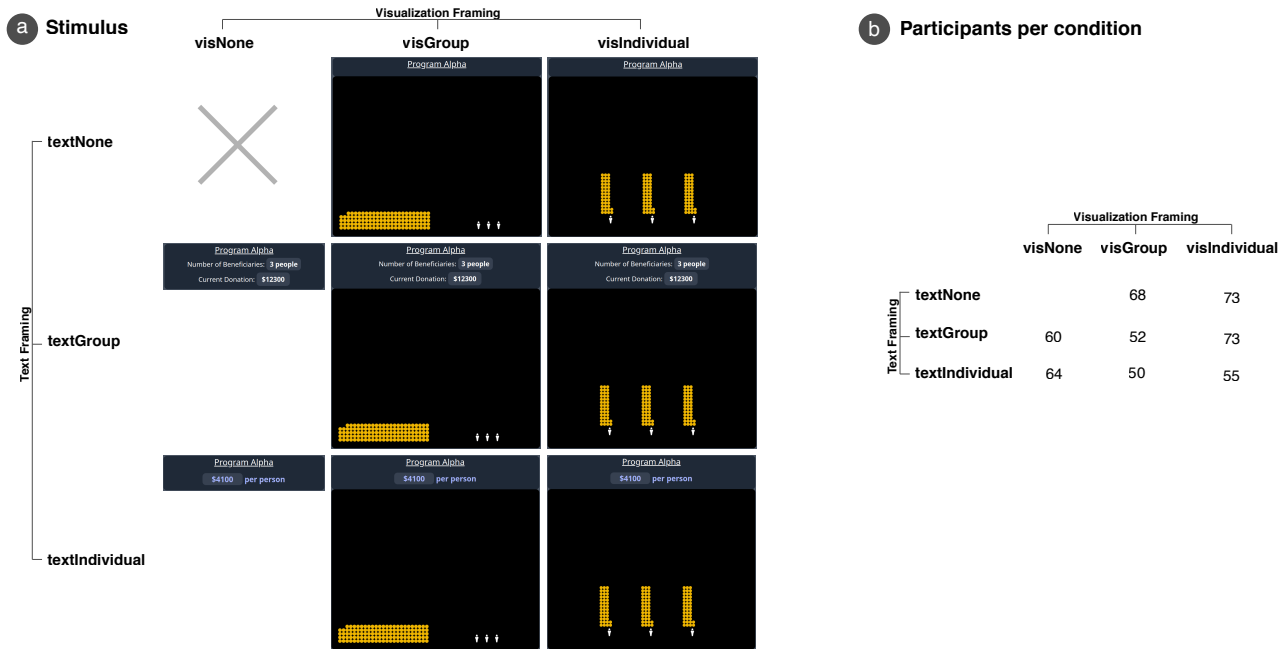 a Stimulus
Visualization Framing
visNone visGroup visIndividual
Text Framing
textNone
Program Alpha
Program Alpha
textGroup
Program Alpha
Number of Beneficiaries: 3 people
Current Donation: $12300
Program Alpha
Number of Beneficiaries: 3 people
Current Donation: $12300
Program Alpha
Number of Beneficiaries: 3 people
Current Donation: $12300
textIndividual
Program Alpha
$4100 per person
Program Alpha
$4100 per person
Program Alpha
$4100 per person
b Participants per condition
Visualization Framing
visNone visGroup visIndividual
Text Framing
textNone 68 73
textGroup 60 52 73
textIndividual 64 50 55